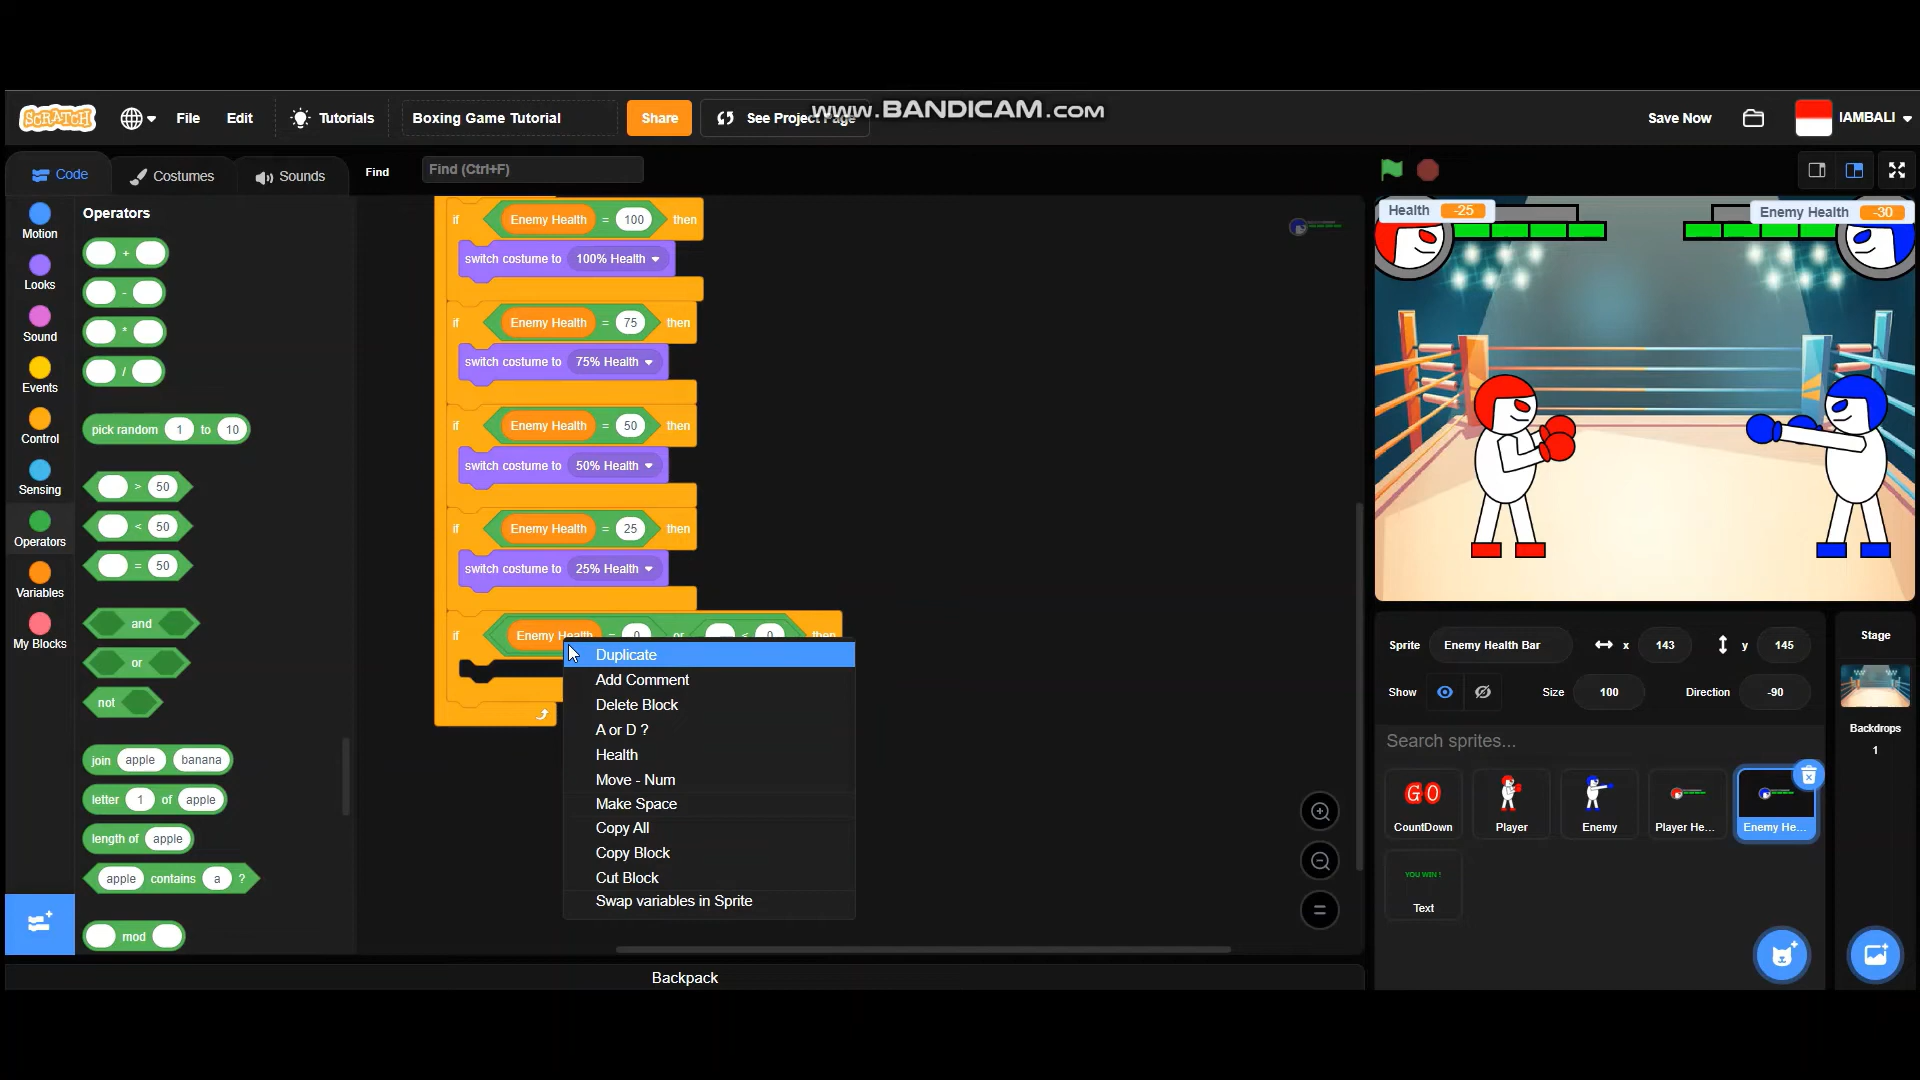 www.BANDICAM.com
SCRATCH
File
Edit
Tutorials
Boxing Game Tutorial
Share
See Project Page
Save Now
IAMBALI
Code
Costumes
Sounds
Find
Find (Ctrl+F)
Motion
Looks
Sound
Events
Control
Sensing
Operators
Variables
My Blocks
Operators
+
-
*
/
pick random 1 to 10
> 50
< 50
= 50
and
or
not
join apple banana
letter 1 of apple
length of apple
apple contains a ?
mod
if Enemy Health = 100 then
switch costume to 100% Health
if Enemy Health = 75 then
switch costume to 75% Health
if Enemy Health = 50 then
switch costume to 50% Health
if Enemy Health = 25 then
switch costume to 25% Health
if Enemy Health = 0 or < 0 then
Duplicate
Add Comment
Delete Block
A or D ?
Health
Move - Num
Make Space
Copy All
Copy Block
Cut Block
Swap variables in Sprite
Backpack
Health -25
Enemy Health -30
Sprite Enemy Health Bar x 143 y 145
Show Size 100 Direction -90
Search sprites...
GO
CountDown
Player
Enemy
Player He...
Enemy He...
YOU WIN !
Text
Stage
Backdrops
1